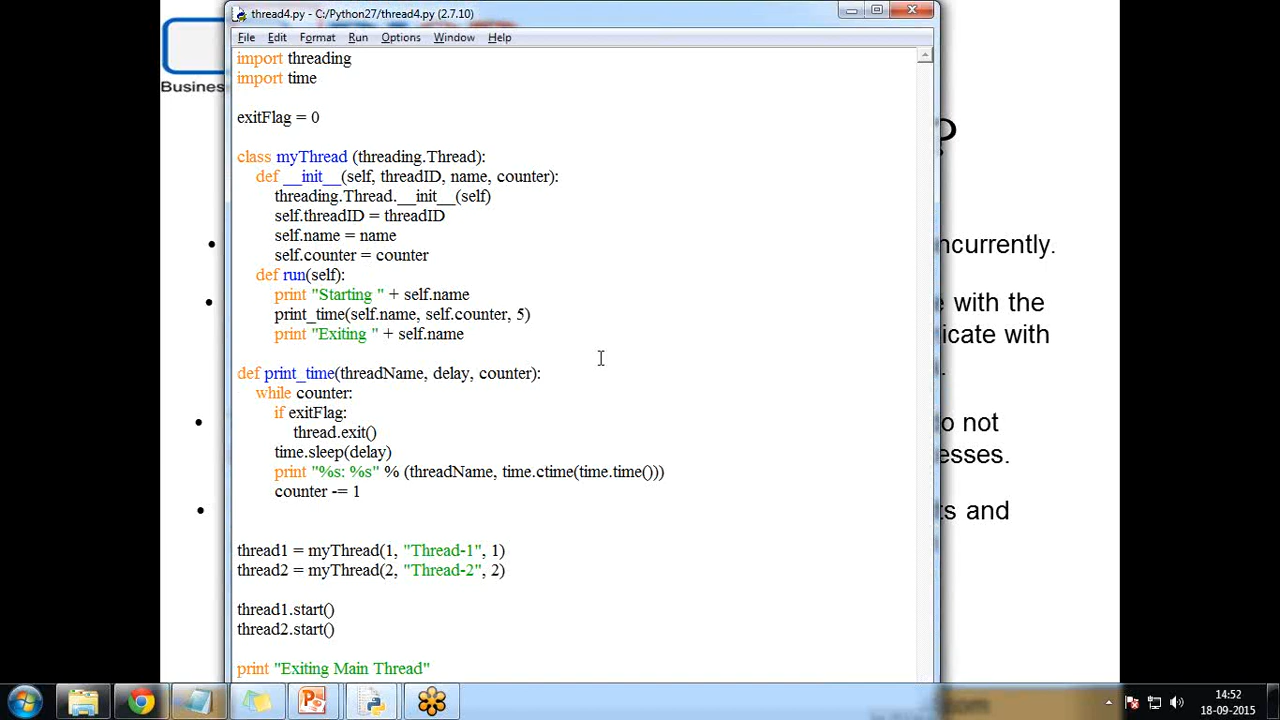 thread4.py - C:/Python27/thread4.py (2.7.10)
File Edit Format Run Options Window Help
import threading
import time
exitFlag = 0
class myThread (threading.Thread):
def __init__(self, threadID, name, counter):
threading.Thread.__init__(self)
self.threadID = threadID
self.name = name
self.counter = counter
def run(self):
print "Starting " + self.name
print_time(self.name, self.counter, 5)
print "Exiting " + self.name
def print_time(threadName, delay, counter):
while counter:
if exitFlag:
thread.exit()
time.sleep(delay)
print "%s: %s" % (threadName, time.ctime(time.time()))
counter -= 1
thread1 = myThread(1, "Thread-1", 1)
thread2 = myThread(2, "Thread-2", 2)
thread1.start()
thread2.start()
print "Exiting Main Thread"
Busines
?
ncurrently.
with the
icate with
o not
esses.
ts and
14:52
18-09-2015